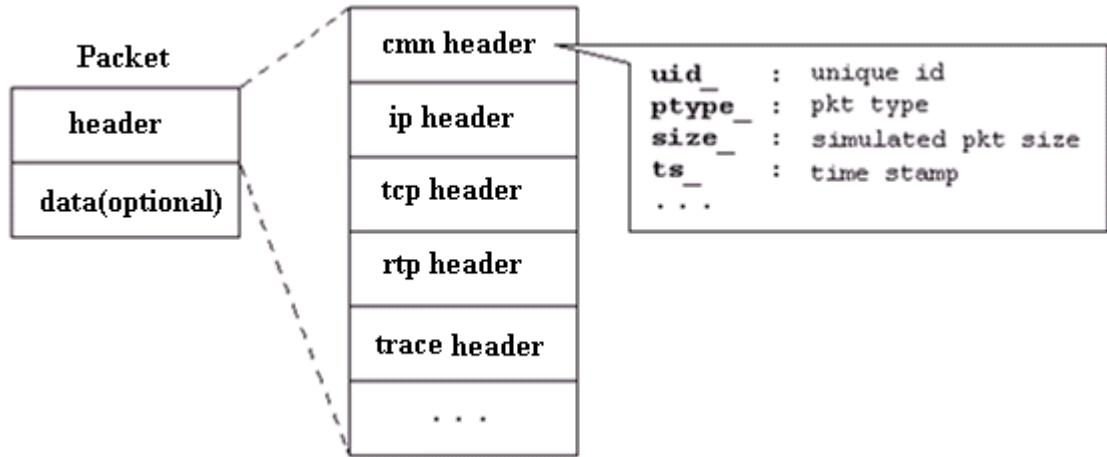 Packet
header
data(optional)
cmn header
ip header
tcp header
rtp header
trace header
. . .
uid_ : unique id
ptype_ : pkt type
size_ : simulated pkt size
ts_ : time stamp
. . .